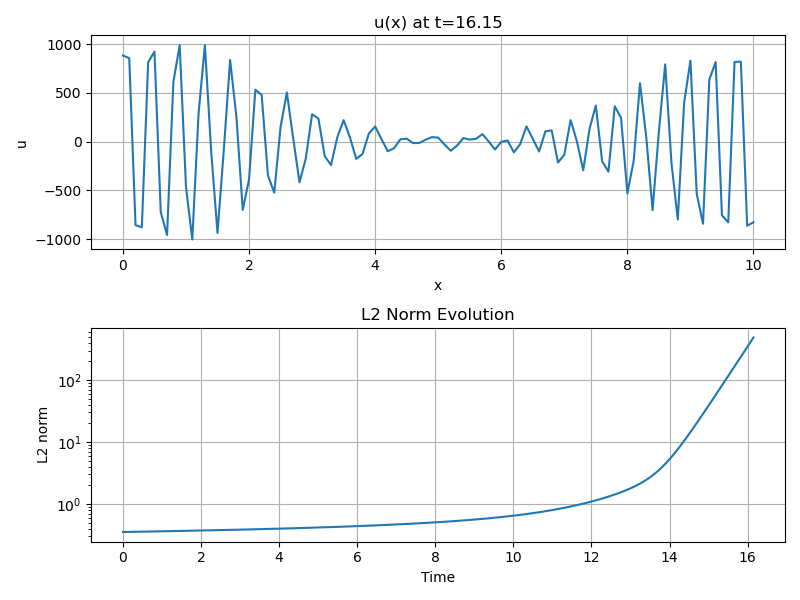 u(x) at t=16.15
1000
500
0
−500
−1000
u
0 2 4 6 8 10
x
L2 Norm Evolution
10²
10¹
10⁰
L2 norm
0 2 4 6 8 10 12 14 16
Time